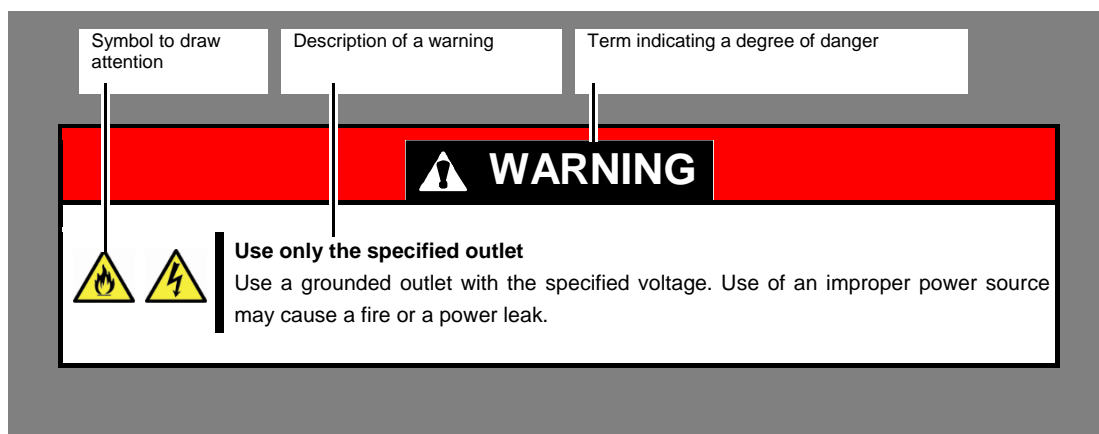 Symbol to draw
attention
Description of a warning
Term indicating a degree of danger
WARNING
Use only the specified outlet
Use a grounded outlet with the specified voltage. Use of an improper power source
may cause a fire or a power leak.